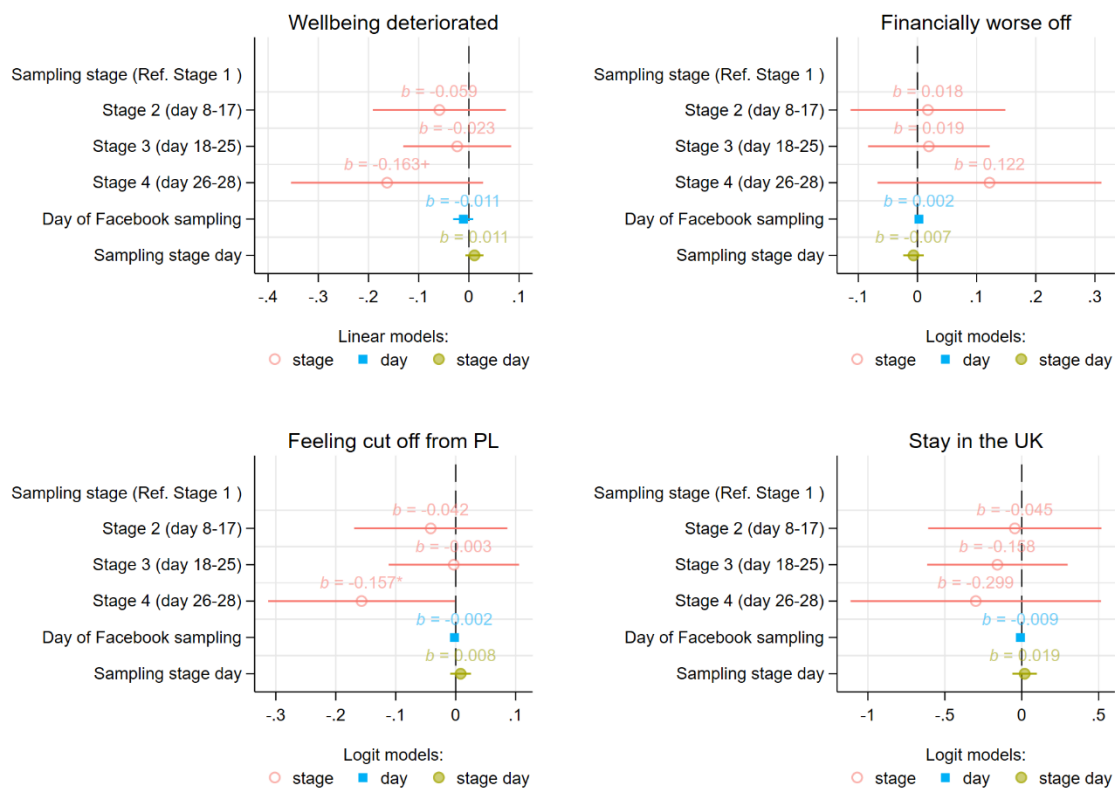 Wellbeing deteriorated
Sampling stage (Ref. Stage 1 )
b = -0.059
Stage 2 (day 8-17)
b = -0.023
Stage 3 (day 18-25)
b = -0.163+
Stage 4 (day 26-28)
b = -0.011
Day of Facebook sampling
b = 0.011
Sampling stage day
-.4 -.3 -.2 -.1 0 .1
Linear models:
stage day stage day
Financially worse off
Sampling stage (Ref. Stage 1 )
b = 0.018
Stage 2 (day 8-17)
b = 0.019
Stage 3 (day 18-25)
b = 0.122
Stage 4 (day 26-28)
b = 0.002
Day of Facebook sampling
b = -0.007
Sampling stage day
-.1 0 .1 .2 .3
Logit models:
stage day stage day
Feeling cut off from PL
Sampling stage (Ref. Stage 1 )
b = -0.042
Stage 2 (day 8-17)
b = -0.003
Stage 3 (day 18-25)
b = -0.157*
Stage 4 (day 26-28)
b = -0.002
Day of Facebook sampling
b = 0.008
Sampling stage day
-.3 -.2 -.1 0 .1
Logit models:
stage day stage day
Stay in the UK
Sampling stage (Ref. Stage 1 )
b = -0.045
Stage 2 (day 8-17)
b = -0.158
Stage 3 (day 18-25)
b = -0.299
Stage 4 (day 26-28)
b = -0.009
Day of Facebook sampling
b = 0.019
Sampling stage day
-1 -.5 0 .5
Logit models:
stage day stage day